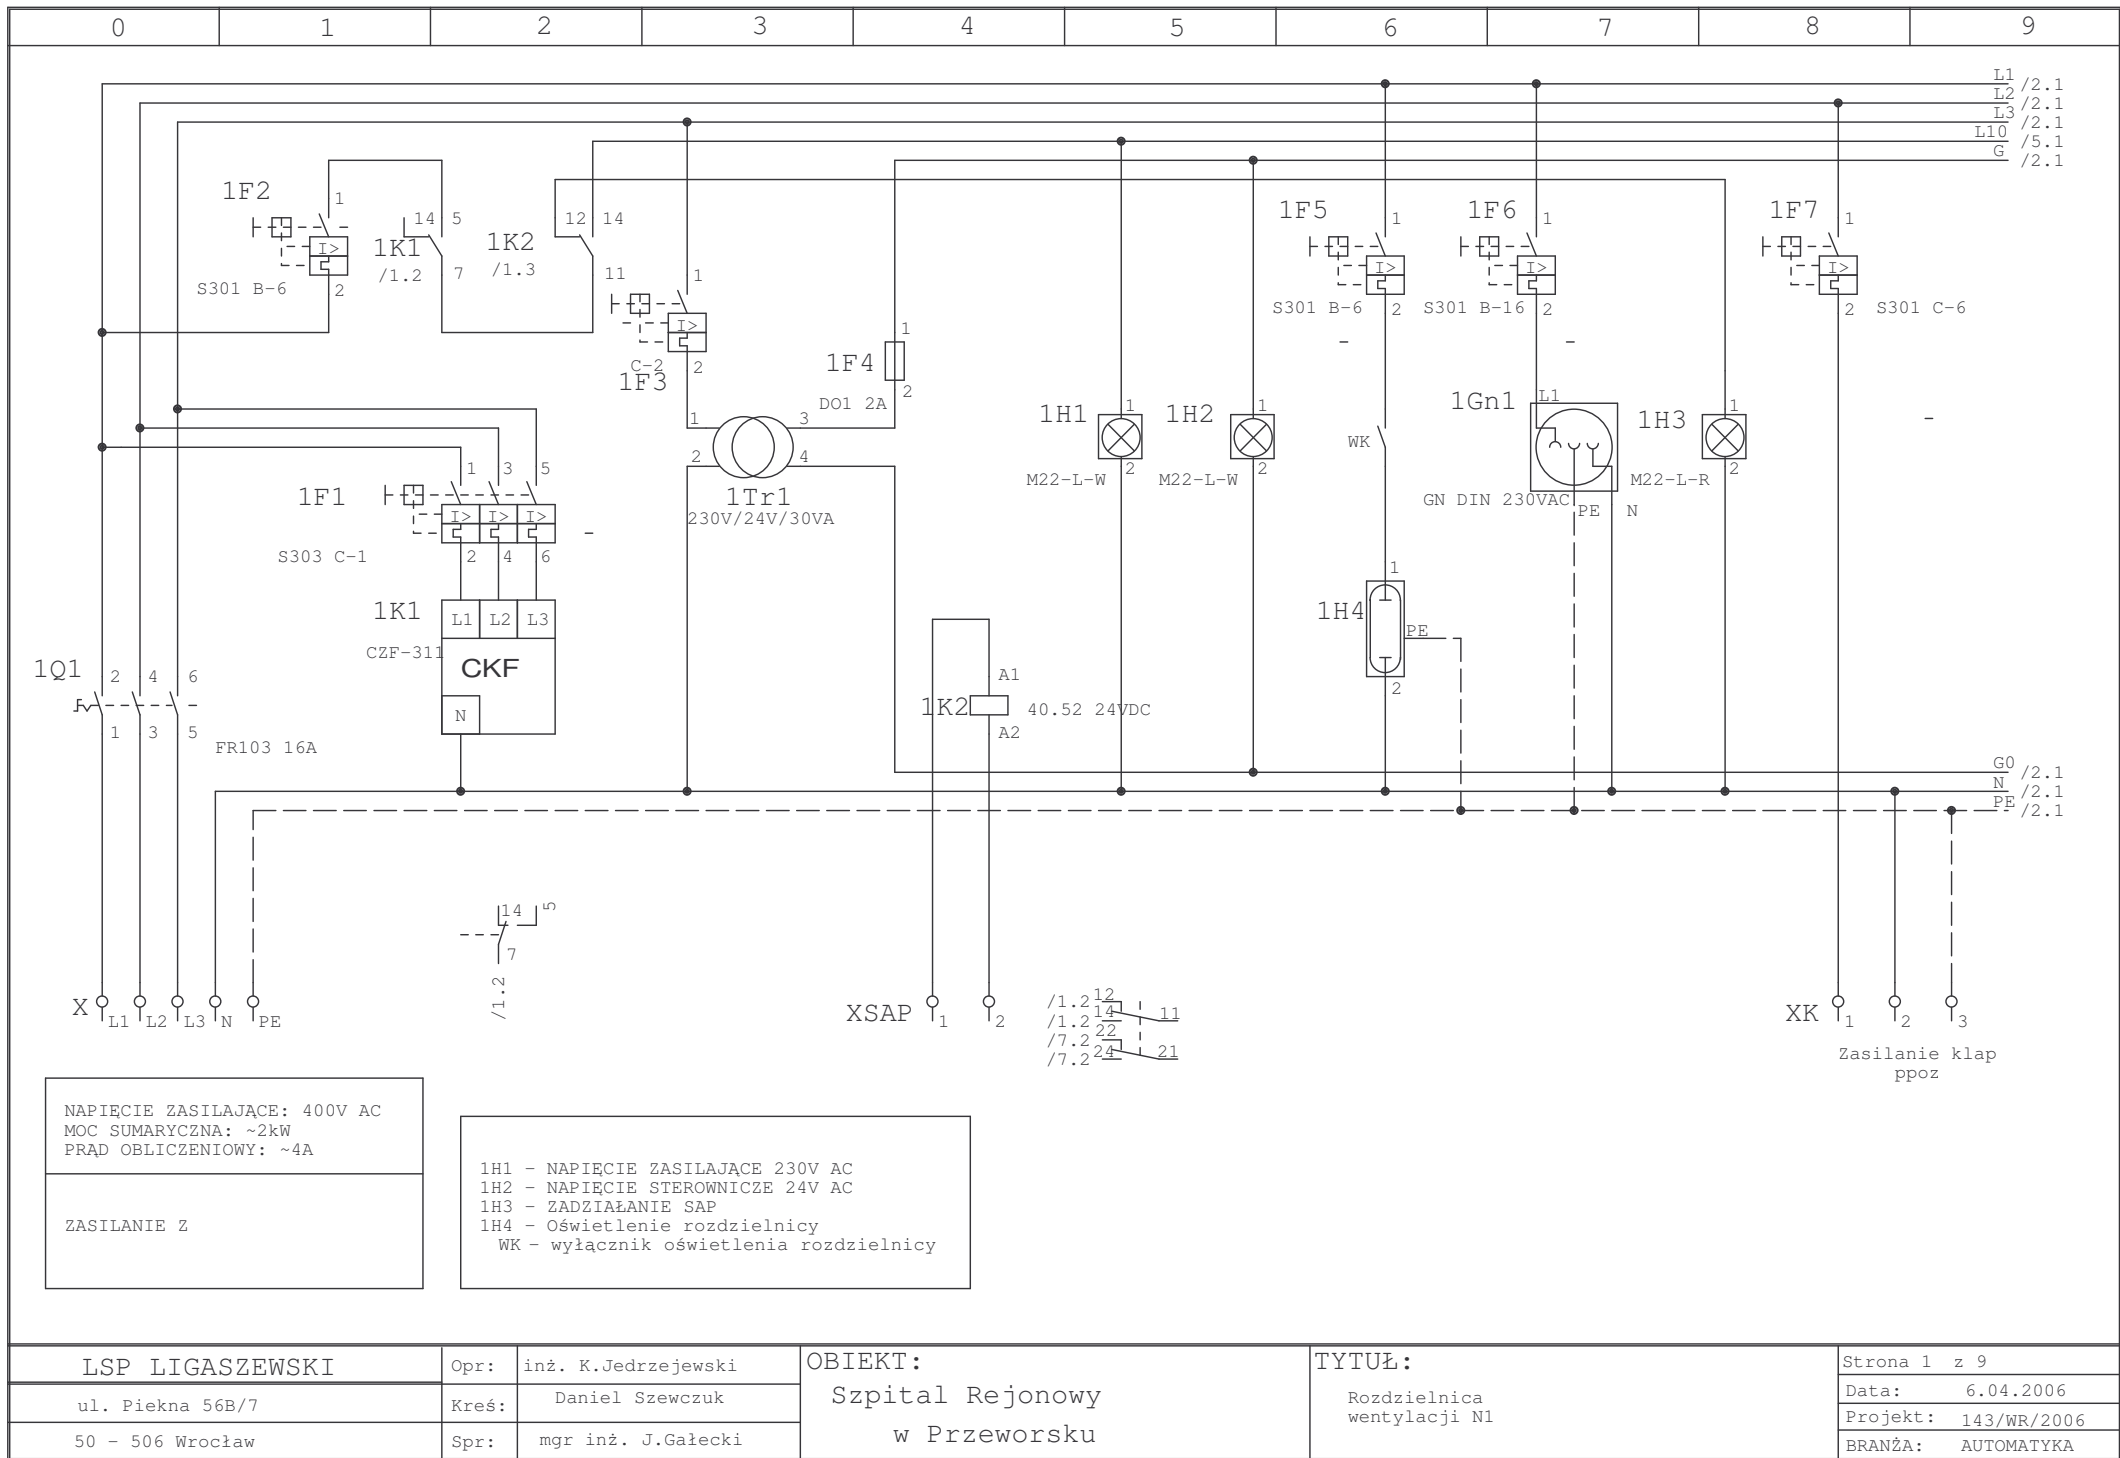 0 1 2 3 4 5 6 7 8 9
L1 /2.1
L2 /2.1
L3 /2.1
L10 /5.1
G /2.1
1F2
1
I>
2
S301 B-6
14 5
1K1
/1.2
7
12 14
1K2
/1.3
11
1
I>
C-2
2
1F3
1F4
1
2
DO1 2A
1F5
1
I>
S301 B-6
2
-
1F6
1
I>
S301 B-16
2
-
1F7
1
I>
2
S301 C-6
-
1 3
2 4
1Tr1
230V/24V/30VA
1H1
1
2
M22-L-W
1H2
1
2
M22-L-W
WK
1Gn1
L1
GN DIN 230VAC
PE N
1H3
1
2
M22-L-R
1 3 5
1F1
I> I> I>
-
S303 C-1
2 4 6
1K1
L1 L2 L3
CZF-311
CKF
N
1Q1
2 4 6
1 3 5
FR103 16A
A1
1K2
40.52 24VDC
A2
1
1H4
PE
2
G0 /2.1
N /2.1
PE /2.1
14 5
7
/1.2
X
L1 L2 L3 N PE
XSAP
1 2
/1.2 12
/1.2 14 11
/7.2 22
/7.2 24 21
XK
1 2 3
Zasilanie klap
ppoz
NAPIĘCIE ZASILAJĄCE: 400V AC
MOC SUMARYCZNA: ~2kW
PRĄD OBLICZENIOWY: ~4A
ZASILANIE Z
1H1 - NAPIĘCIE ZASILAJĄCE 230V AC
1H2 - NAPIĘCIE STEROWNICZE 24V AC
1H3 - ZADZIAŁANIE SAP
1H4 - Oświetlenie rozdzielnicy
WK - wyłącznik oświetlenia rozdzielnicy
LSP LIGASZEWSKI
ul. Piekna 56B/7
50 - 506 Wrocław
Opr: inż. K.Jedrzejewski
Kreś: Daniel Szewczuk
Spr: mgr inż. J.Gałecki
OBIEKT:
Szpital Rejonowy
w Przeworsku
TYTUŁ:
Rozdzielnica
wentylacji N1
Strona 1 z 9
Data: 6.04.2006
Projekt: 143/WR/2006
BRANŻA: AUTOMATYKA